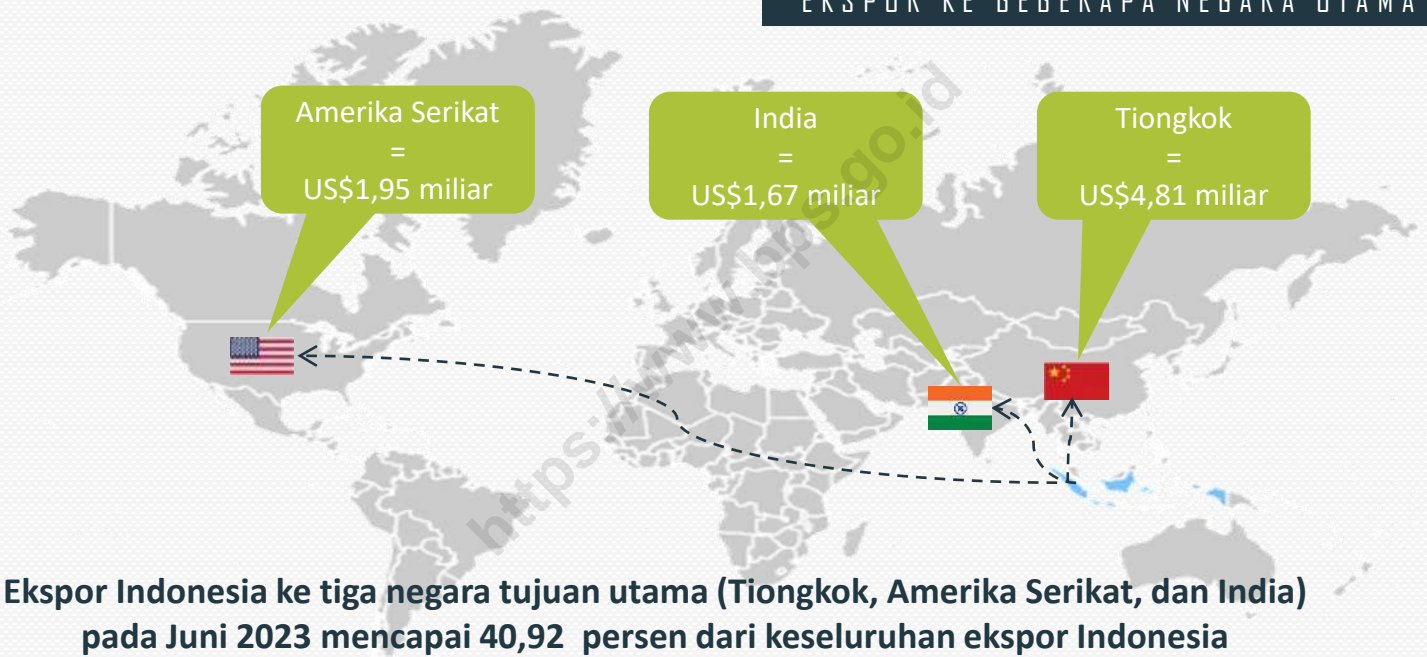 EKSPOR KE BEBERAPA NEGARA UTAMA
Amerika Serikat
=
US$1,95 miliar
India
=
US$1,67 miliar
Tiongkok
=
US$4,81 miliar
https://www.bps.go.id
Ekspor Indonesia ke tiga negara tujuan utama (Tiongkok, Amerika Serikat, dan India)
pada Juni 2023 mencapai 40,92 persen dari keseluruhan ekspor Indonesia